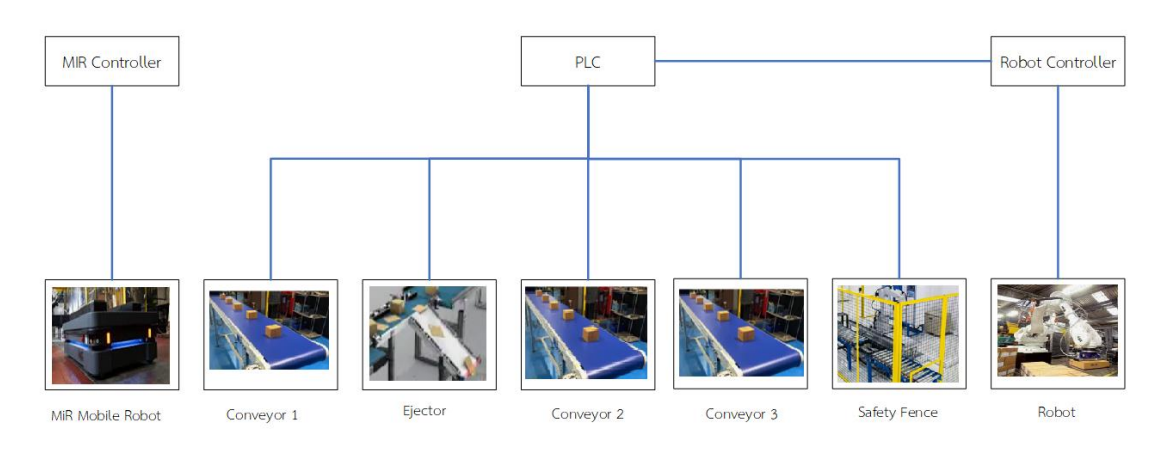 MIR Controller
PLC
Robot Controller
MiR Mobile Robot
Conveyor 1
Ejector
Conveyor 2
Conveyor 3
Safety Fence
Robot